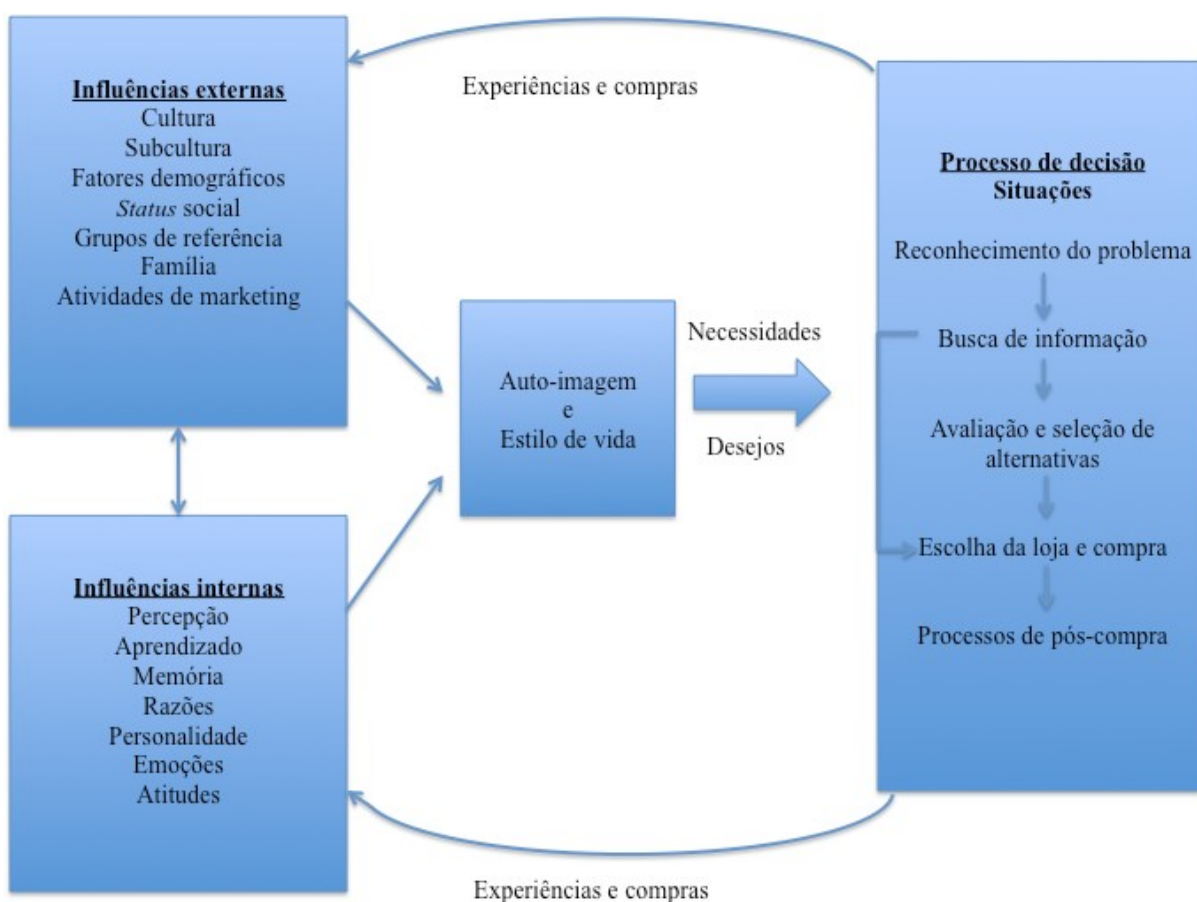 Influências externas
Cultura
Subcultura
Fatores demográficos
Status social
Grupos de referência
Família
Atividades de marketing
Influências internas
Percepção
Aprendizado
Memória
Razões
Personalidade
Emoções
Atitudes
Experiências e compras
Auto-imagem
e
Estilo de vida
Necessidades
Desejos
Experiências e compras
Processo de decisão
Situações
Reconhecimento do problema
Busca de informação
Avaliação e seleção de
alternativas
Escolha da loja e compra
Processos de pós-compra